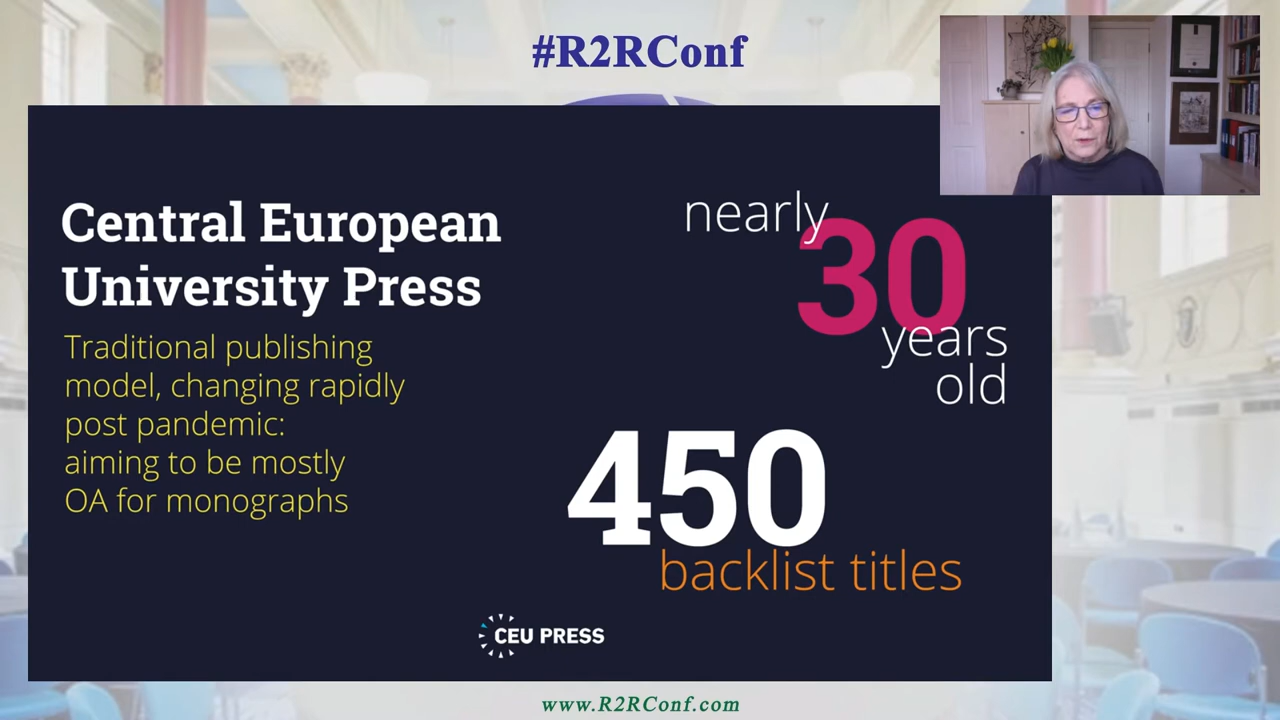 #R2RConf
Central European
University Press
Traditional publishing
model, changing rapidly
post pandemic:
aiming to be mostly
OA for monographs
nearly
30
years
old
450
backlist titles
CEU PRESS
www.R2RConf.com